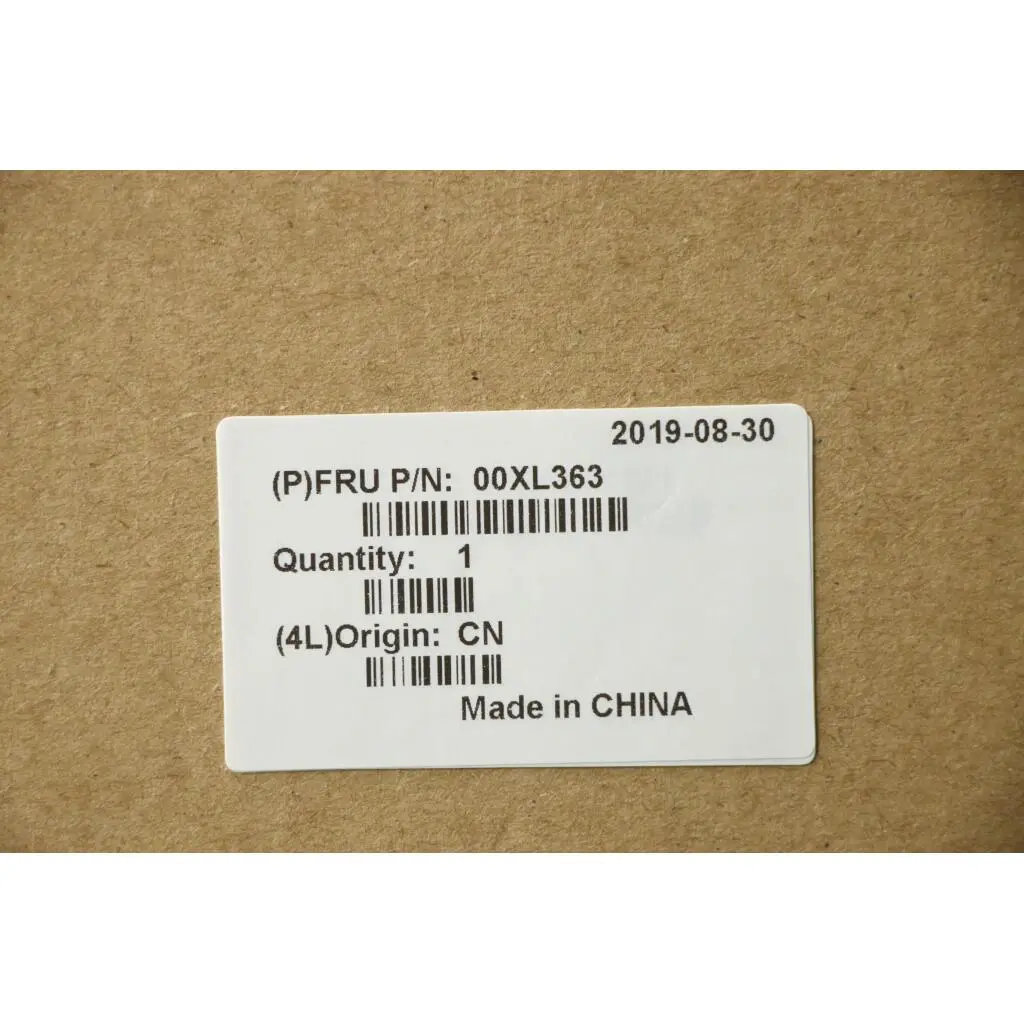 2019-08-30
(P)FRU P/N: 00XL363
Quantity: 1
(4L)Origin: CN
Made in CHINA